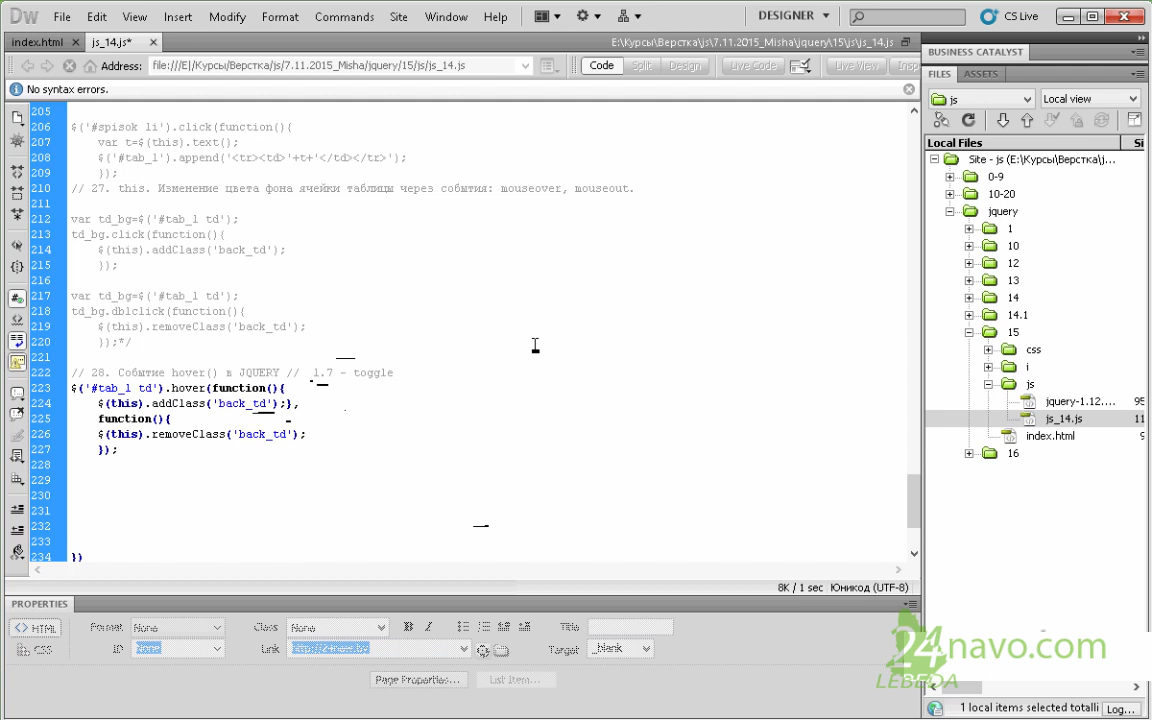 Dw File Edit View Insert Modify Format Commands Site Window Help DESIGNER CS Live
index.html js_14.js* E:\Курсы\Верстка\js\7.11.2015_Misha\jquery\15\js\js_14.js
Address: file:///E|/Курсы/Верстка/js/7.11.2015_Misha/jquery/15/js/js_14.js Code Split Design Live Code Live View Insp
No syntax errors.
205
206 $('#spisok li').click(function(){
207 var t=$(this).text();
208 $('#tab_1').append('<tr><td>'+t+'</td></tr>');
209 });
210 // 27. this. Изменение цвета фона ячейки таблицы через события: mouseover, mouseout.
211
212 var td_bg=$('#tab_1 td');
213 td_bg.click(function(){
214 $(this).addClass('back_td');
215 });
216
217 var td_bg=$('#tab_1 td');
218 td_bg.dblclick(function(){
219 $(this).removeClass('back_td');
220 });*/
221
222 // 28. Событие hover() в JQUERY // 1.7 - toggle
223 $('#tab_1 td').hover(function(){
224 $(this).addClass('back_td');},
225 function(){
226 $(this).removeClass('back_td');
227 });
228
229
230
231
232
233
234 })
8K / 1 sec Юникод (UTF-8)
PROPERTIES
HTML Format None Class None B I Title
CSS ID None Link Target _blank
Page Properties... List Item...
BUSINESS CATALYST
FILES ASSETS
js Local view
Local Files Si
Site - js (E:\Курсы\Верстка\j...
0-9
10-20
jquery
1
10
12
13
14
14.1
15
css
i
js
jquery-1.12.... 95
js_14.js 11
index.html 9
16
24navo.com
LEBEDA
1 local items selected totalli Log...